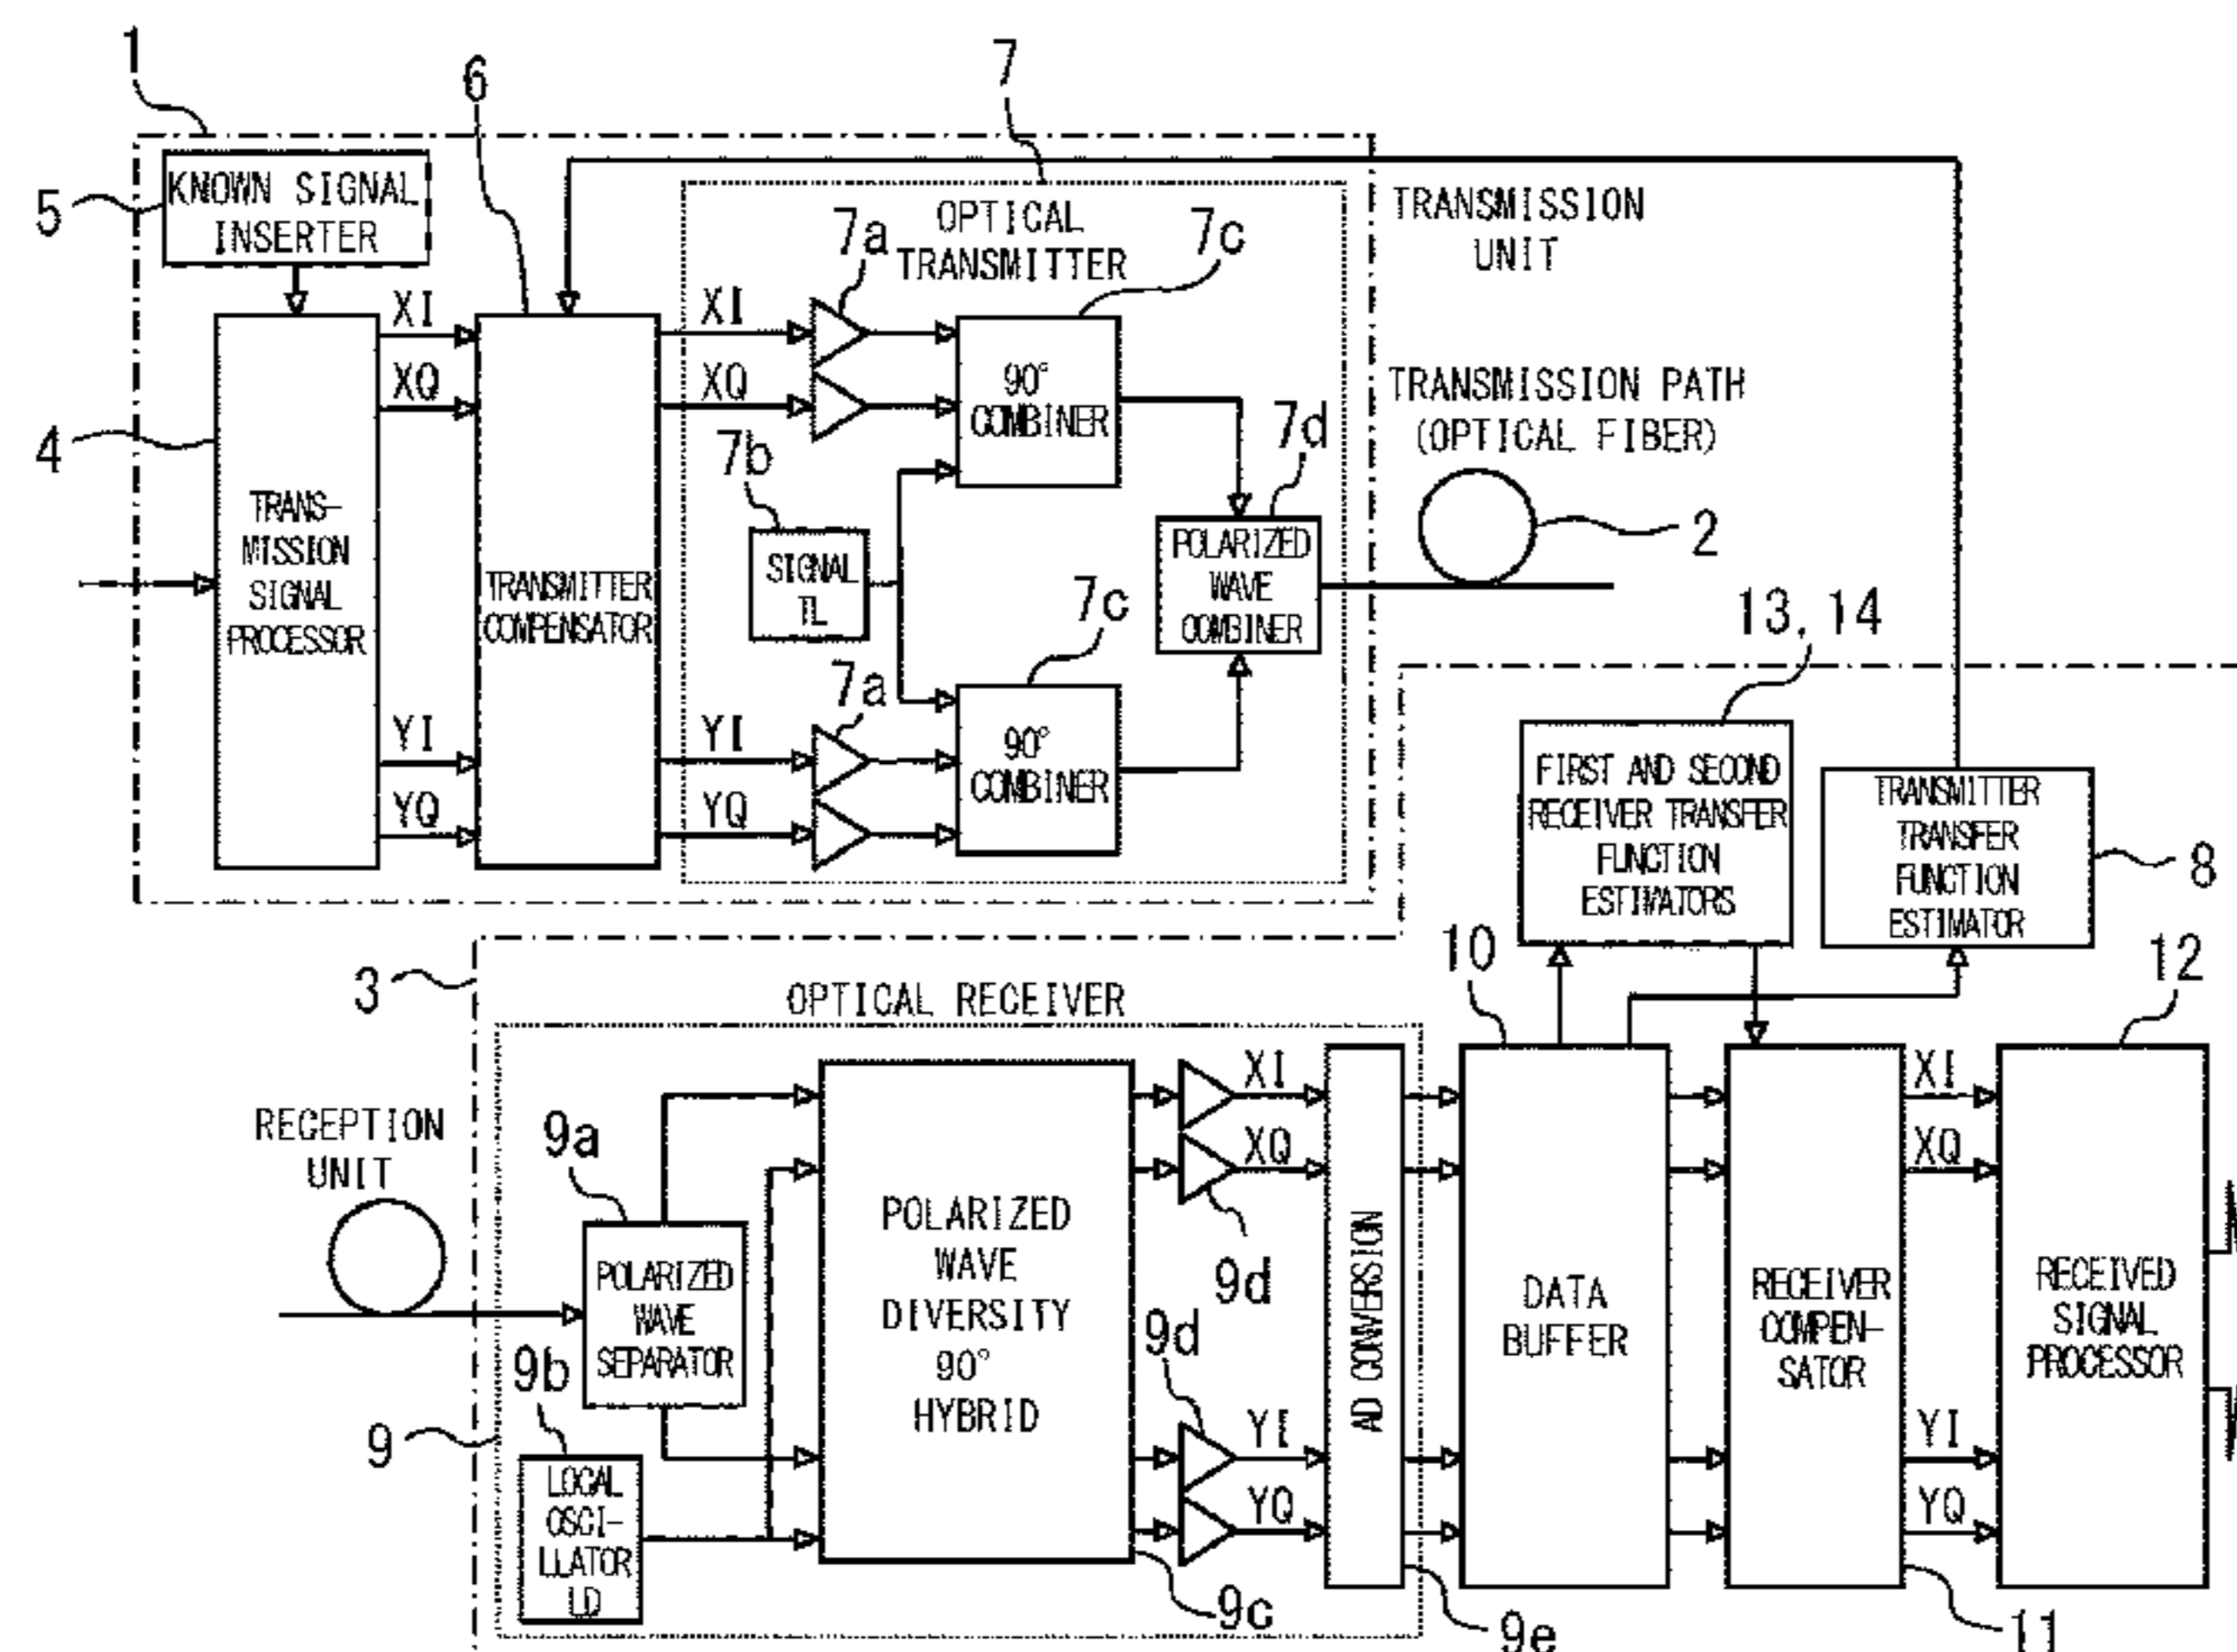 1
6
7
5
KNOWN SIGNAL
INSERTER
OPTICAL
TRANSMITTER
7a
7c
TRANSMISSION
UNIT
XI
XQ
XI
XQ
90°
COMBINER
TRANSMISSION PATH
(OPTICAL FIBER)
4
7b
7d
TRANS-
MISSION
SIGNAL
PROCESSOR
TRANSMITTER
COMPENSATOR
SIGNAL
TL
POLARIZED
WAVE
COMBINER
2
7c
7a
13, 14
YI
YQ
YI
YQ
90°
COMBINER
FIRST AND SECOND
RECEIVER TRANSFER
FUNCTION
ESTIMATORS
TRANSMITTER
TRANSFER
FUNCTION
ESTIMATOR
8
3
OPTICAL RECEIVER
10
12
RECEPTION
UNIT
9a
POLARIZED
WAVE
SEPARATOR
9b
9
LOCAL
OSCI-
LLATOR
LD
POLARIZED
WAVE
DIVERSITY
90°
HYBRID
XI
XQ
9d
9d
YI
YQ
9c
AD CONVERSION
9e
DATA
BUFFER
RECEIVER
COMPEN-
SATOR
XI
XQ
YI
YQ
11
RECEIVED
SIGNAL
PROCESSOR